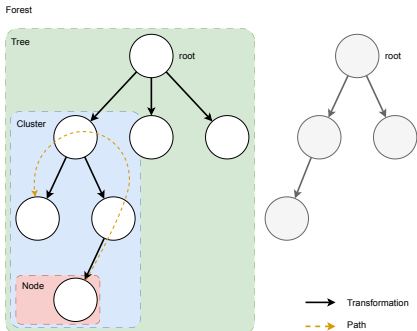 Forest
Tree
root
root
Cluster
Node
Transformation
Path